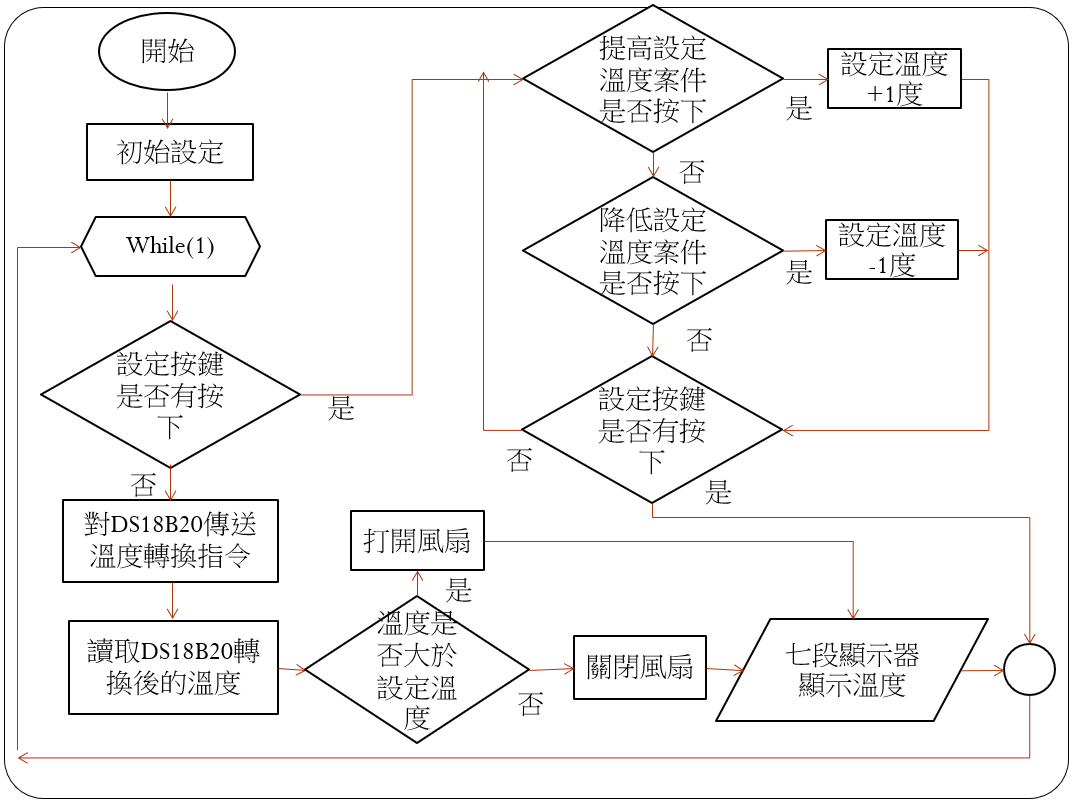 開始
初始設定
While(1)
設定按鍵
是否有按
下
是
否
對DS18B20傳送
溫度轉換指令
讀取DS18B20轉
換後的溫度
溫度是
否大於
設定溫
度
是
打開風扇
否
關閉風扇
七段顯示器
顯示溫度
提高設定
溫度案件
是否按下
是
設定溫度
+1度
否
降低設定
溫度案件
是否按下
是
設定溫度
-1度
否
設定按鍵
是否有按
下
否
是